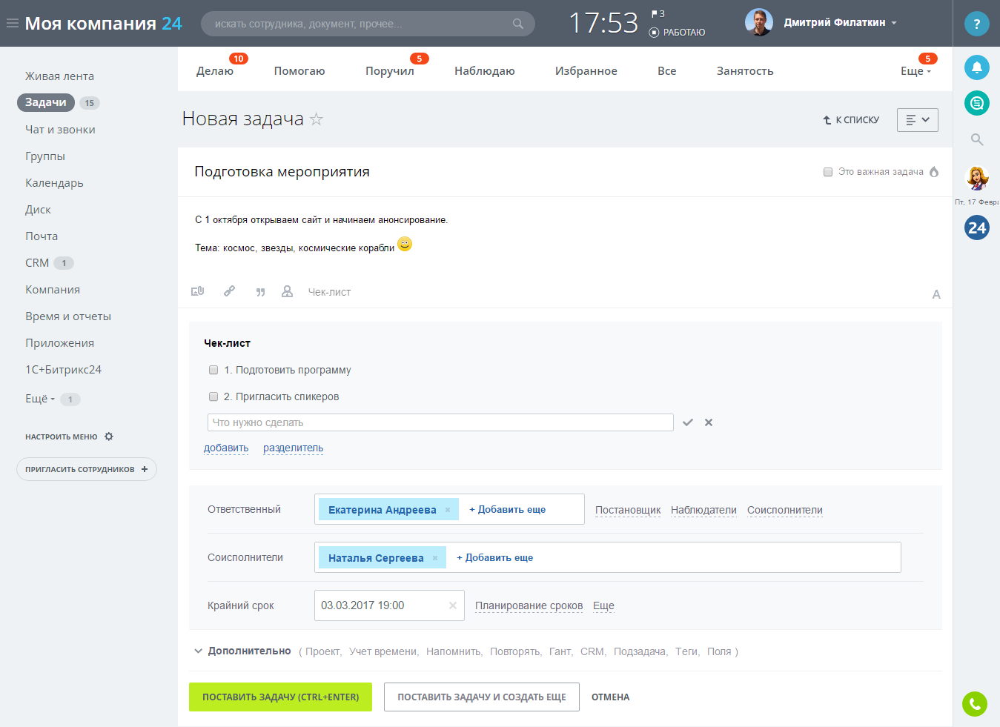 Моя компания 24
искать сотрудника, документ, прочее...
17:53
3
РАБОТАЮ
Дмитрий Филаткин
?
Живая лента
Задачи 15
Чат и звонки
Группы
Календарь
Диск
Почта
CRM 1
Компания
Время и отчеты
Приложения
1С+Битрикс24
Ещё 1
НАСТРОИТЬ МЕНЮ
ПРИГЛАСИТЬ СОТРУДНИКОВ +
Делаю 10 Помогаю Поручил 5 Наблюдаю Избранное Все Занятость Еще 5
Новая задача
К СПИСКУ
Подготовка мероприятия
Это важная задача
С 1 октября открываем сайт и начинаем анонсирование.
Тема: космос, звезды, космические корабли
Чек-лист
A
Чек-лист
1. Подготовить программу
2. Пригласить спикеров
Что нужно сделать
добавить разделитель
Ответственный Екатерина Андреева × + Добавить еще Постановщик Наблюдатели Соисполнители
Соисполнители Наталья Сергеева × + Добавить еще
Крайний срок 03.03.2017 19:00 × Планирование сроков Еще
Дополнительно ( Проект, Учет времени, Напомнить, Повторять, Гант, CRM, Подзадача, Теги, Поля )
ПОСТАВИТЬ ЗАДАЧУ (CTRL+ENTER) ПОСТАВИТЬ ЗАДАЧУ И СОЗДАТЬ ЕЩЕ ОТМЕНА
Пт, 17 Февр
24